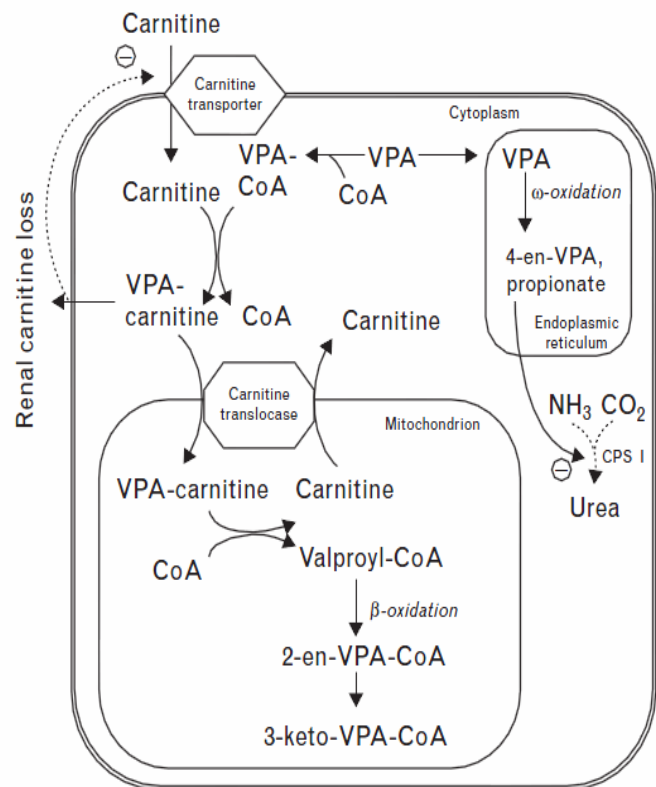 Carnitine
⊖
Carnitine
transporter
Cytoplasm
VPA-
CoA
VPA
CoA
VPA
ω-oxidation
4-en-VPA,
propionate
Endoplasmic
reticulum
Carnitine
Renal carnitine loss
VPA-
carnitine
CoA
Carnitine
Carnitine
translocase
Mitochondrion
NH₃ CO₂
CPS I
⊖
Urea
VPA-carnitine
Carnitine
CoA
Valproyl-CoA
β-oxidation
2-en-VPA-CoA
3-keto-VPA-CoA